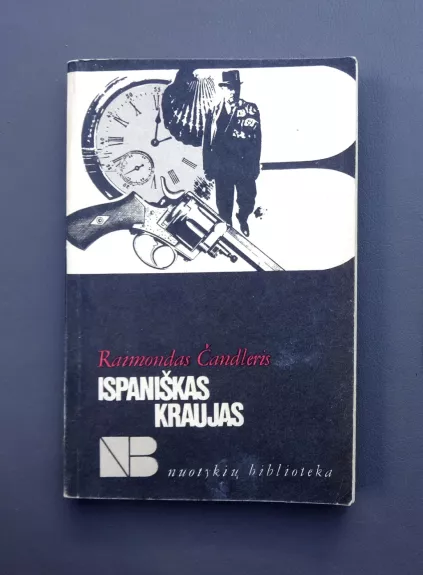 Raimondas Čandleris
ISPANIŠKAS
KRAUJAS
NB
nuotykių biblioteka